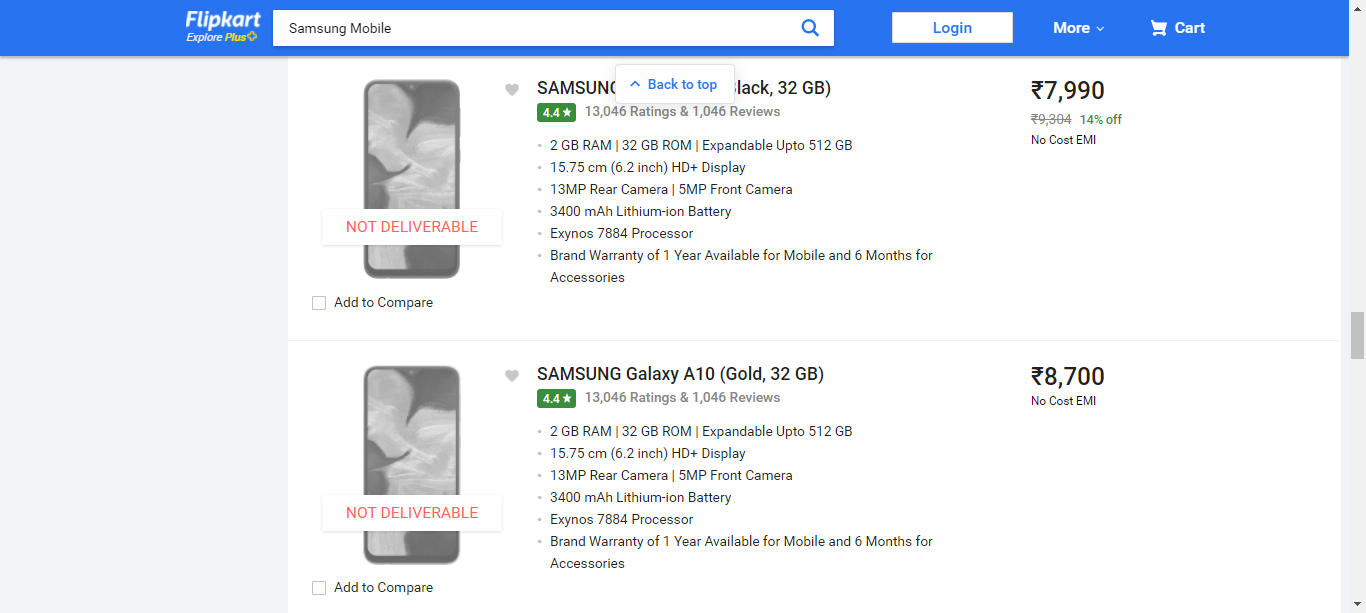 Flipkart
Explore Plus
Samsung Mobile
Login
More
Cart
Back to top
SAMSUNG Black, 32 GB)
4.4★ 13,046 Ratings & 1,046 Reviews
2 GB RAM | 32 GB ROM | Expandable Upto 512 GB
15.75 cm (6.2 inch) HD+ Display
13MP Rear Camera | 5MP Front Camera
3400 mAh Lithium-ion Battery
Exynos 7884 Processor
Brand Warranty of 1 Year Available for Mobile and 6 Months for
Accessories
₹7,990
₹9,304 14% off
No Cost EMI
NOT DELIVERABLE
Add to Compare
SAMSUNG Galaxy A10 (Gold, 32 GB)
4.4★ 13,046 Ratings & 1,046 Reviews
2 GB RAM | 32 GB ROM | Expandable Upto 512 GB
15.75 cm (6.2 inch) HD+ Display
13MP Rear Camera | 5MP Front Camera
3400 mAh Lithium-ion Battery
Exynos 7884 Processor
Brand Warranty of 1 Year Available for Mobile and 6 Months for
Accessories
₹8,700
No Cost EMI
NOT DELIVERABLE
Add to Compare